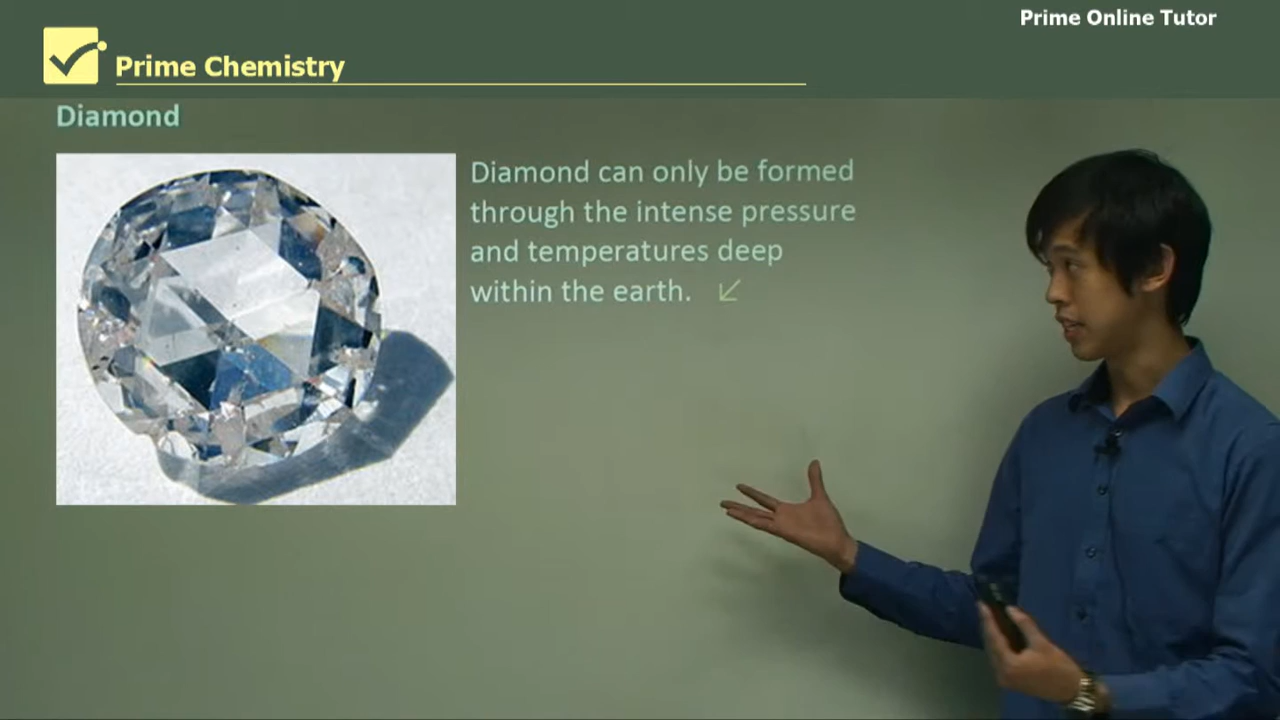 Prime Online Tutor
Prime Chemistry
Diamond
Diamond can only be formed
through the intense pressure
and temperatures deep
within the earth.